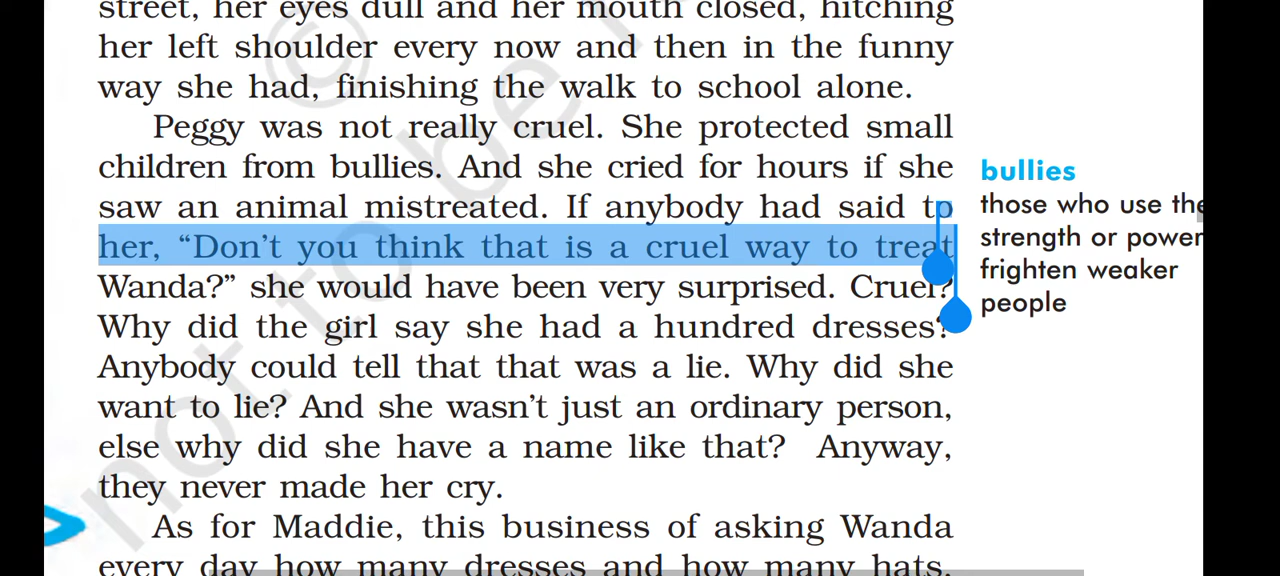 street, her eyes dull and her mouth closed, hitching
her left shoulder every now and then in the funny
way she had, finishing the walk to school alone.
Peggy was not really cruel. She protected small
children from bullies. And she cried for hours if she
saw an animal mistreated. If anybody had said to
her, “Don't you think that is a cruel way to treat
Wanda?” she would have been very surprised. Cruel?
Why did the girl say she had a hundred dresses?
Anybody could tell that that was a lie. Why did she
want to lie? And she wasn't just an ordinary person,
else why did she have a name like that? Anyway,
they never made her cry.
As for Maddie, this business of asking Wanda
every day how many dresses and how many hats,
bullies
those who use the
strength or power
frighten weaker
people
© not to be r